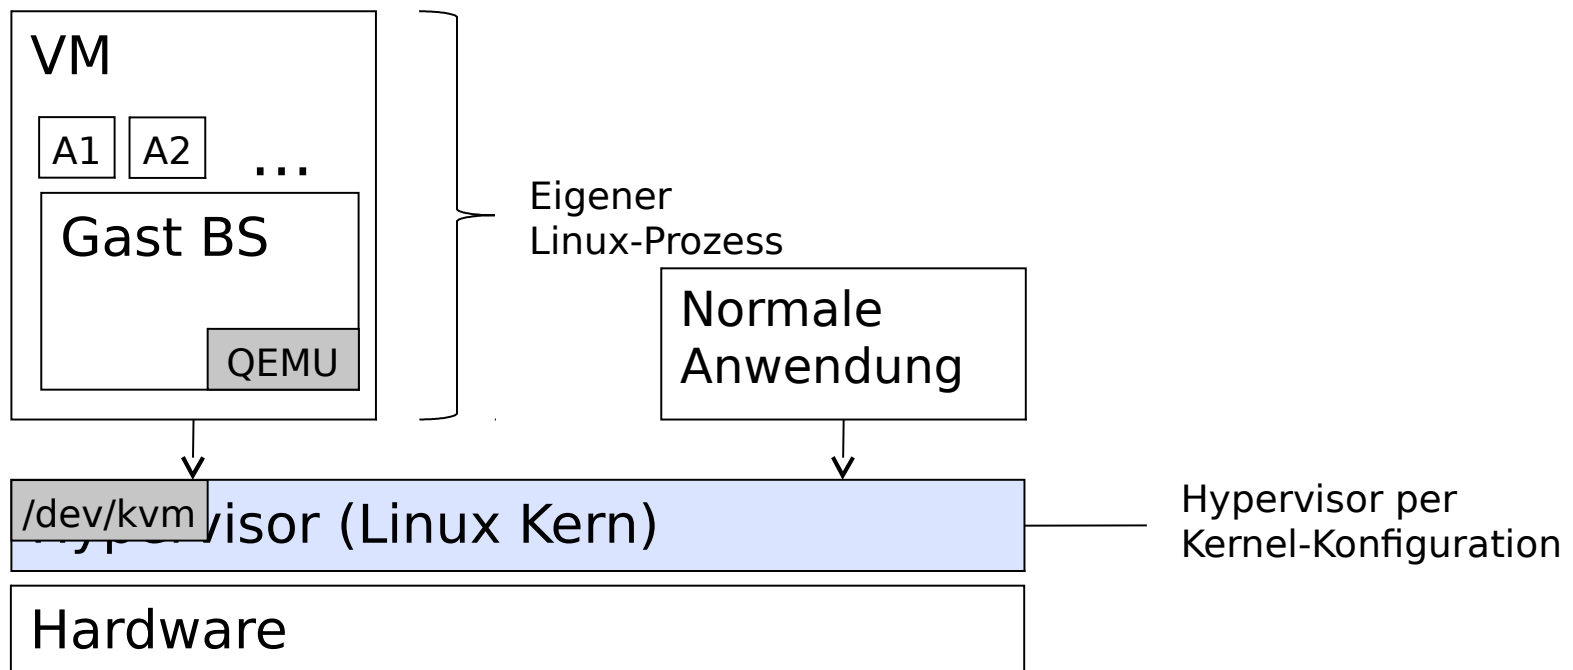 VM
A1
A2
...
Gast BS
QEMU
Eigener
Linux-Prozess
Normale
Anwendung
/dev/kvm
Hypervisor (Linux Kern)
Hypervisor per
Kernel-Konfiguration
Hardware